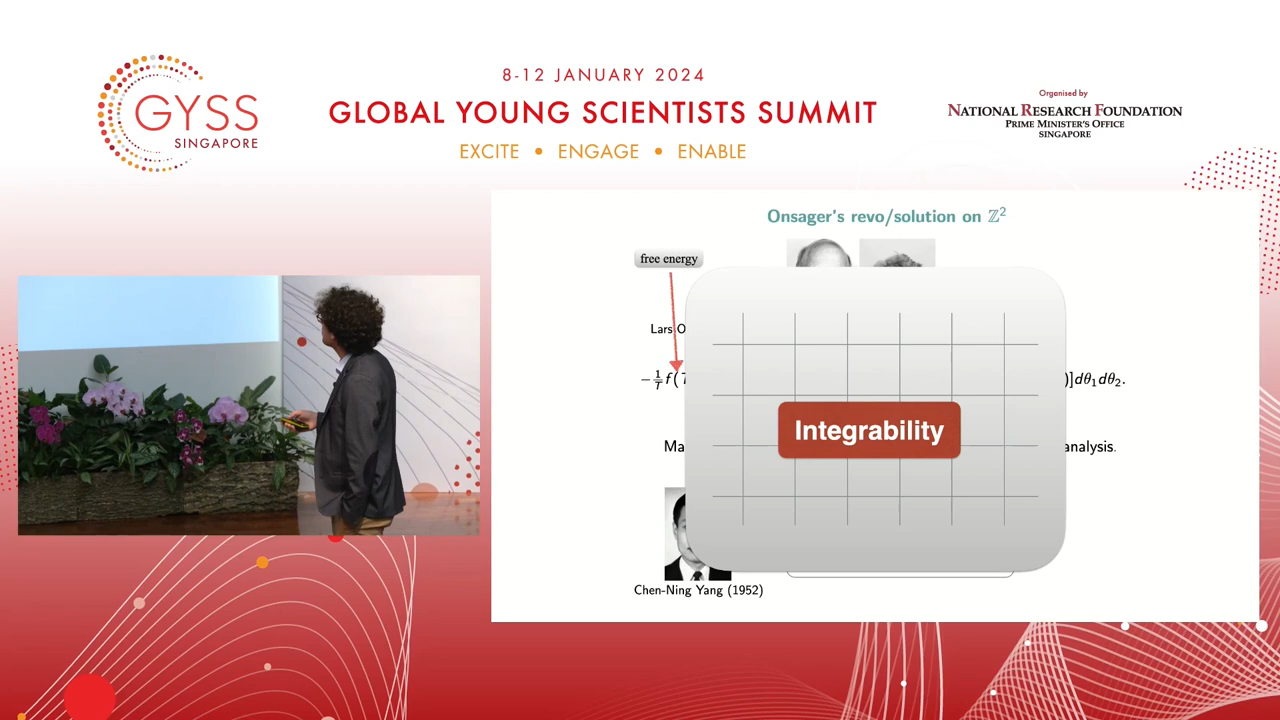 GYSS
SINGAPORE
8-12 JANUARY 2024
GLOBAL YOUNG SCIENTISTS SUMMIT
EXCITE • ENGAGE • ENABLE
Organised by
NATIONAL RESEARCH FOUNDATION
PRIME MINISTER'S OFFICE
SINGAPORE
Onsager's revo/solution on ℤ²
free energy
Lars O
−1/T f(T
)]dθ₁dθ₂.
Integrability
Ma
analysis.
Chen-Ning Yang (1952)